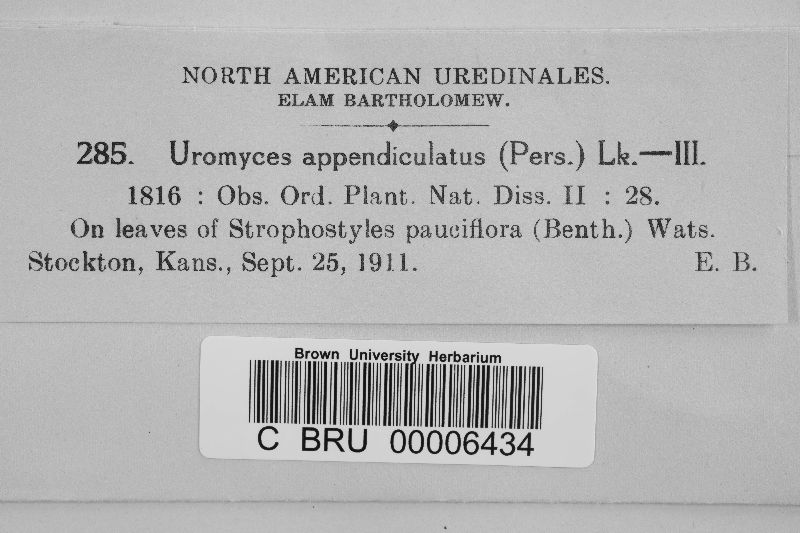 NORTH AMERICAN UREDINALES.
ELAM BARTHOLOMEW.
285. Uromyces appendiculatus (Pers.) Lk.—III.
1816 : Obs. Ord. Plant. Nat. Diss. II : 28.
On leaves of Strophostyles pauciflora (Benth.) Wats.
Stockton, Kans., Sept. 25, 1911. E. B.
Brown University Herbarium
C BRU 00006434